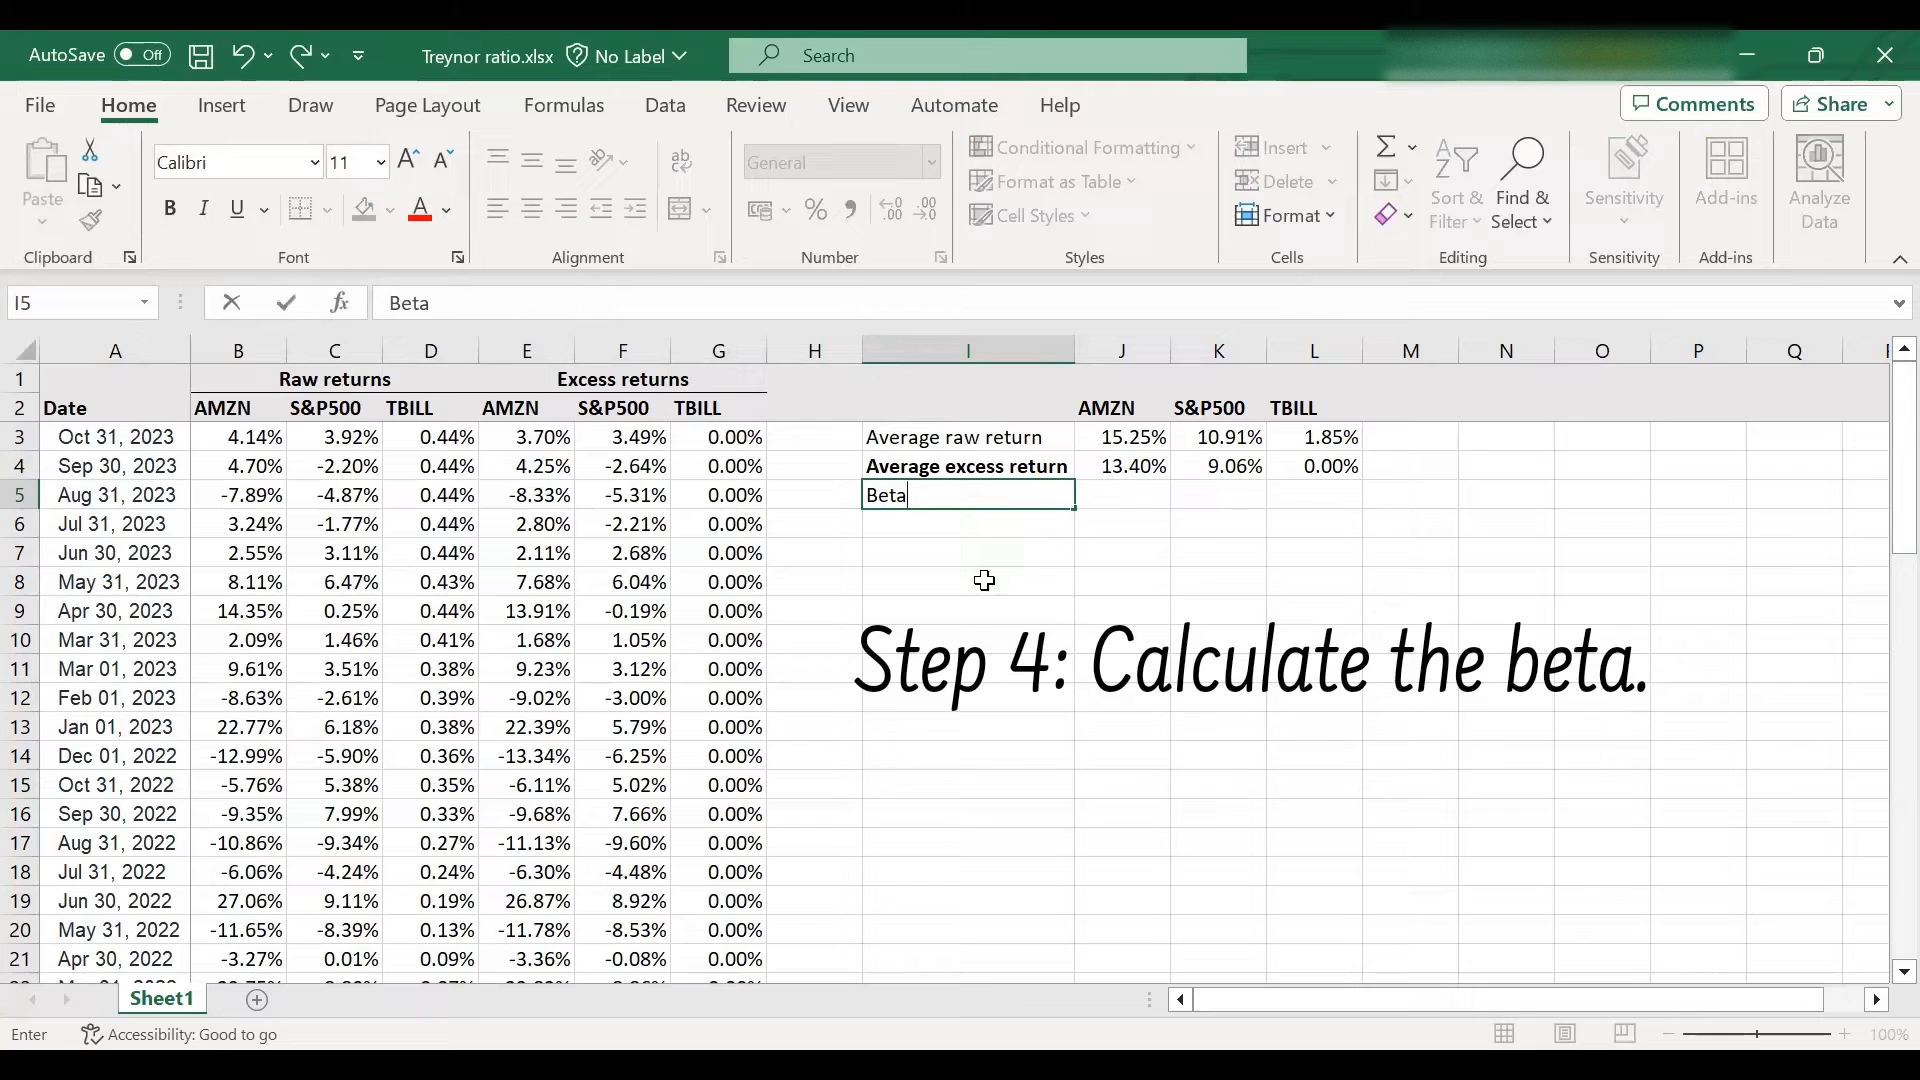 AutoSave Off Treynor ratio.xlsx No Label Search
File Home Insert Draw Page Layout Formulas Data Review View Automate Help Comments Share
Paste
Clipboard
Calibri 11
B I U
Font
ab
Alignment
General
Number
Conditional Formatting
Format as Table
Cell Styles
Styles
Insert
Delete
Format
Cells
Sort & Filter
Find & Select
Editing
Sensitivity
Sensitivity
Add-ins
Add-ins
Analyze Data
I5 fx Beta
A B C D E F G H I J K L M N O P Q
1 Raw returns Excess returns
2 Date AMZN S&P500 TBILL AMZN S&P500 TBILL AMZN S&P500 TBILL
3 Oct 31, 2023 4.14% 3.92% 0.44% 3.70% 3.49% 0.00% Average raw return 15.25% 10.91% 1.85%
4 Sep 30, 2023 4.70% -2.20% 0.44% 4.25% -2.64% 0.00% Average excess return 13.40% 9.06% 0.00%
5 Aug 31, 2023 -7.89% -4.87% 0.44% -8.33% -5.31% 0.00% Beta
6 Jul 31, 2023 3.24% -1.77% 0.44% 2.80% -2.21% 0.00%
7 Jun 30, 2023 2.55% 3.11% 0.44% 2.11% 2.68% 0.00%
8 May 31, 2023 8.11% 6.47% 0.43% 7.68% 6.04% 0.00%
9 Apr 30, 2023 14.35% 0.25% 0.44% 13.91% -0.19% 0.00%
10 Mar 31, 2023 2.09% 1.46% 0.41% 1.68% 1.05% 0.00%
11 Mar 01, 2023 9.61% 3.51% 0.38% 9.23% 3.12% 0.00%
Step 4: Calculate the beta.
12 Feb 01, 2023 -8.63% -2.61% 0.39% -9.02% -3.00% 0.00%
13 Jan 01, 2023 22.77% 6.18% 0.38% 22.39% 5.79% 0.00%
14 Dec 01, 2022 -12.99% -5.90% 0.36% -13.34% -6.25% 0.00%
15 Oct 31, 2022 -5.76% 5.38% 0.35% -6.11% 5.02% 0.00%
16 Sep 30, 2022 -9.35% 7.99% 0.33% -9.68% 7.66% 0.00%
17 Aug 31, 2022 -10.86% -9.34% 0.27% -11.13% -9.60% 0.00%
18 Jul 31, 2022 -6.06% -4.24% 0.24% -6.30% -4.48% 0.00%
19 Jun 30, 2022 27.06% 9.11% 0.19% 26.87% 8.92% 0.00%
20 May 31, 2022 -11.65% -8.39% 0.13% -11.78% -8.53% 0.00%
21 Apr 30, 2022 -3.27% 0.01% 0.09% -3.36% -0.08% 0.00%
Sheet1
Enter Accessibility: Good to go 100%